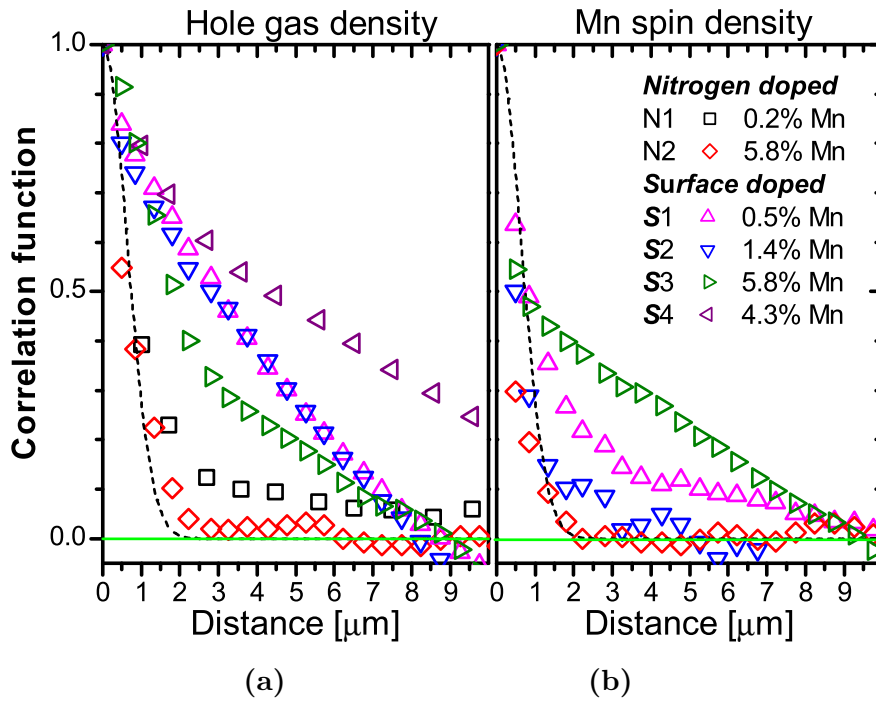 Hole gas density
Mn spin density
Correlation function
1.0
0.5
0.0
Nitrogen doped
N1 0.2% Mn
N2 5.8% Mn
Surface doped
S1 0.5% Mn
S2 1.4% Mn
S3 5.8% Mn
S4 4.3% Mn
0 1 2 3 4 5 6 7 8 9
0 1 2 3 4 5 6 7 8 9
Distance [μm]
Distance [μm]
(a)
(b)